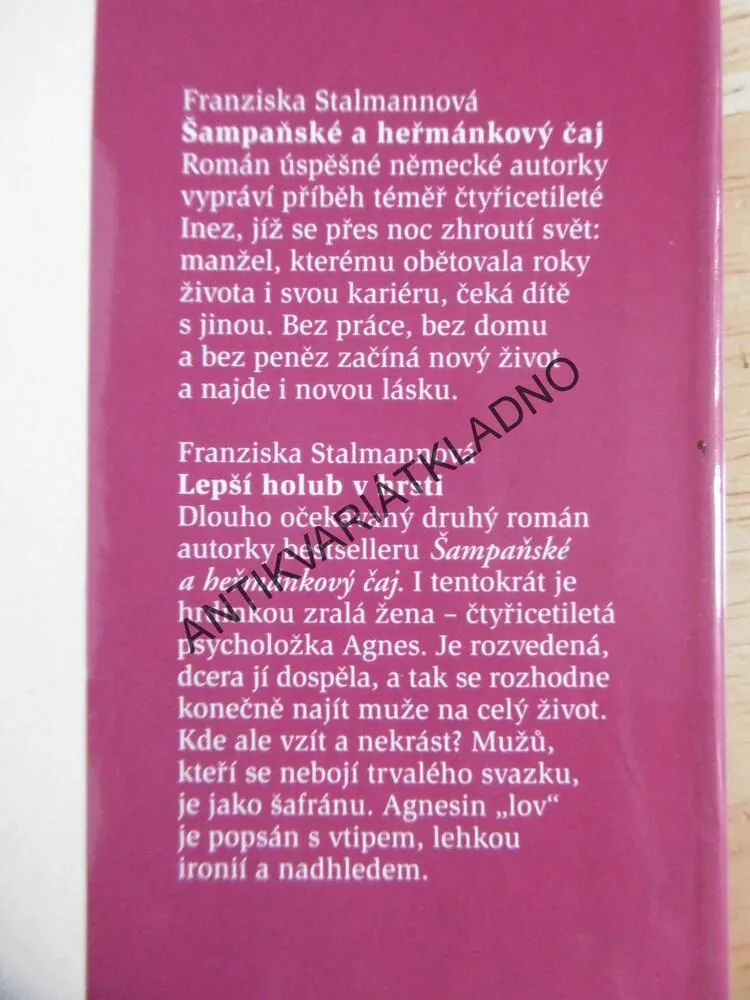 Franziska Stalmannová
Šampaňské a heřmánkový čaj
Román úspěšné německé autorky
vypráví příběh téměř čtyřicetileté
Inez, jíž se přes noc zhroutí svět:
manžel, kterému obětovala roky
života i svou kariéru, čeká dítě
s jinou. Bez práce, bez domu
a bez peněz začíná nový život
a najde i novou lásku.
Franziska Stalmannová
Lepší holub v hrsti
Dlouho očekávaný druhý román
autorky bestselleru Šampaňské
a heřmánkový čaj. I tentokrát je
hrdinkou zralá žena – čtyřicetiletá
psycholožka Agnes. Je rozvedená,
dcera jí dospěla, a tak se rozhodne
konečně najít muže na celý život.
Kde ale vzít a nekrást? Mužů,
kteří se nebojí trvalého svazku,
je jako šafránu. Agnesin „lov“
je popsán s vtipem, lehkou
ironií a nadhledem.
ANTIKVARIÁTKLADNO